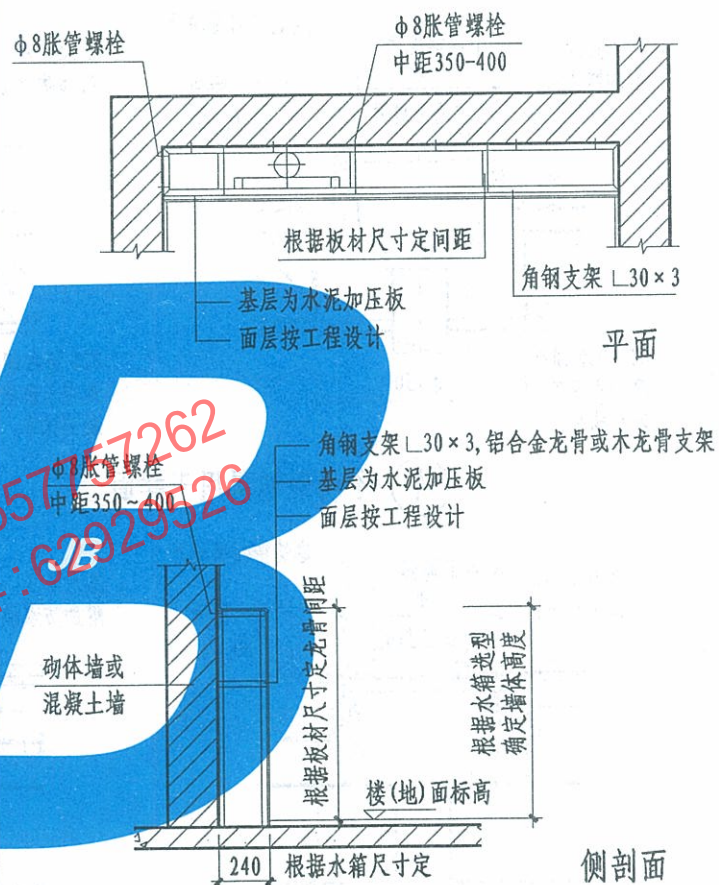 φ8胀管螺栓
φ8胀管螺栓
中距350-400
根据板材尺寸定间距
角钢支架 ∟30×3
基层为水泥加压板
面层按工程设计
平面
角钢支架∟30×3,铝合金龙骨或木龙骨支架
基层为水泥加压板
面层按工程设计
φ8胀管螺栓
中距350~400
557757262
:62929526
JB
砌体墙或
混凝土墙
根据板材尺寸定龙骨间距
根据水箱选型
确定墙体高度
楼(地)面标高
240 根据水箱尺寸定
侧剖面